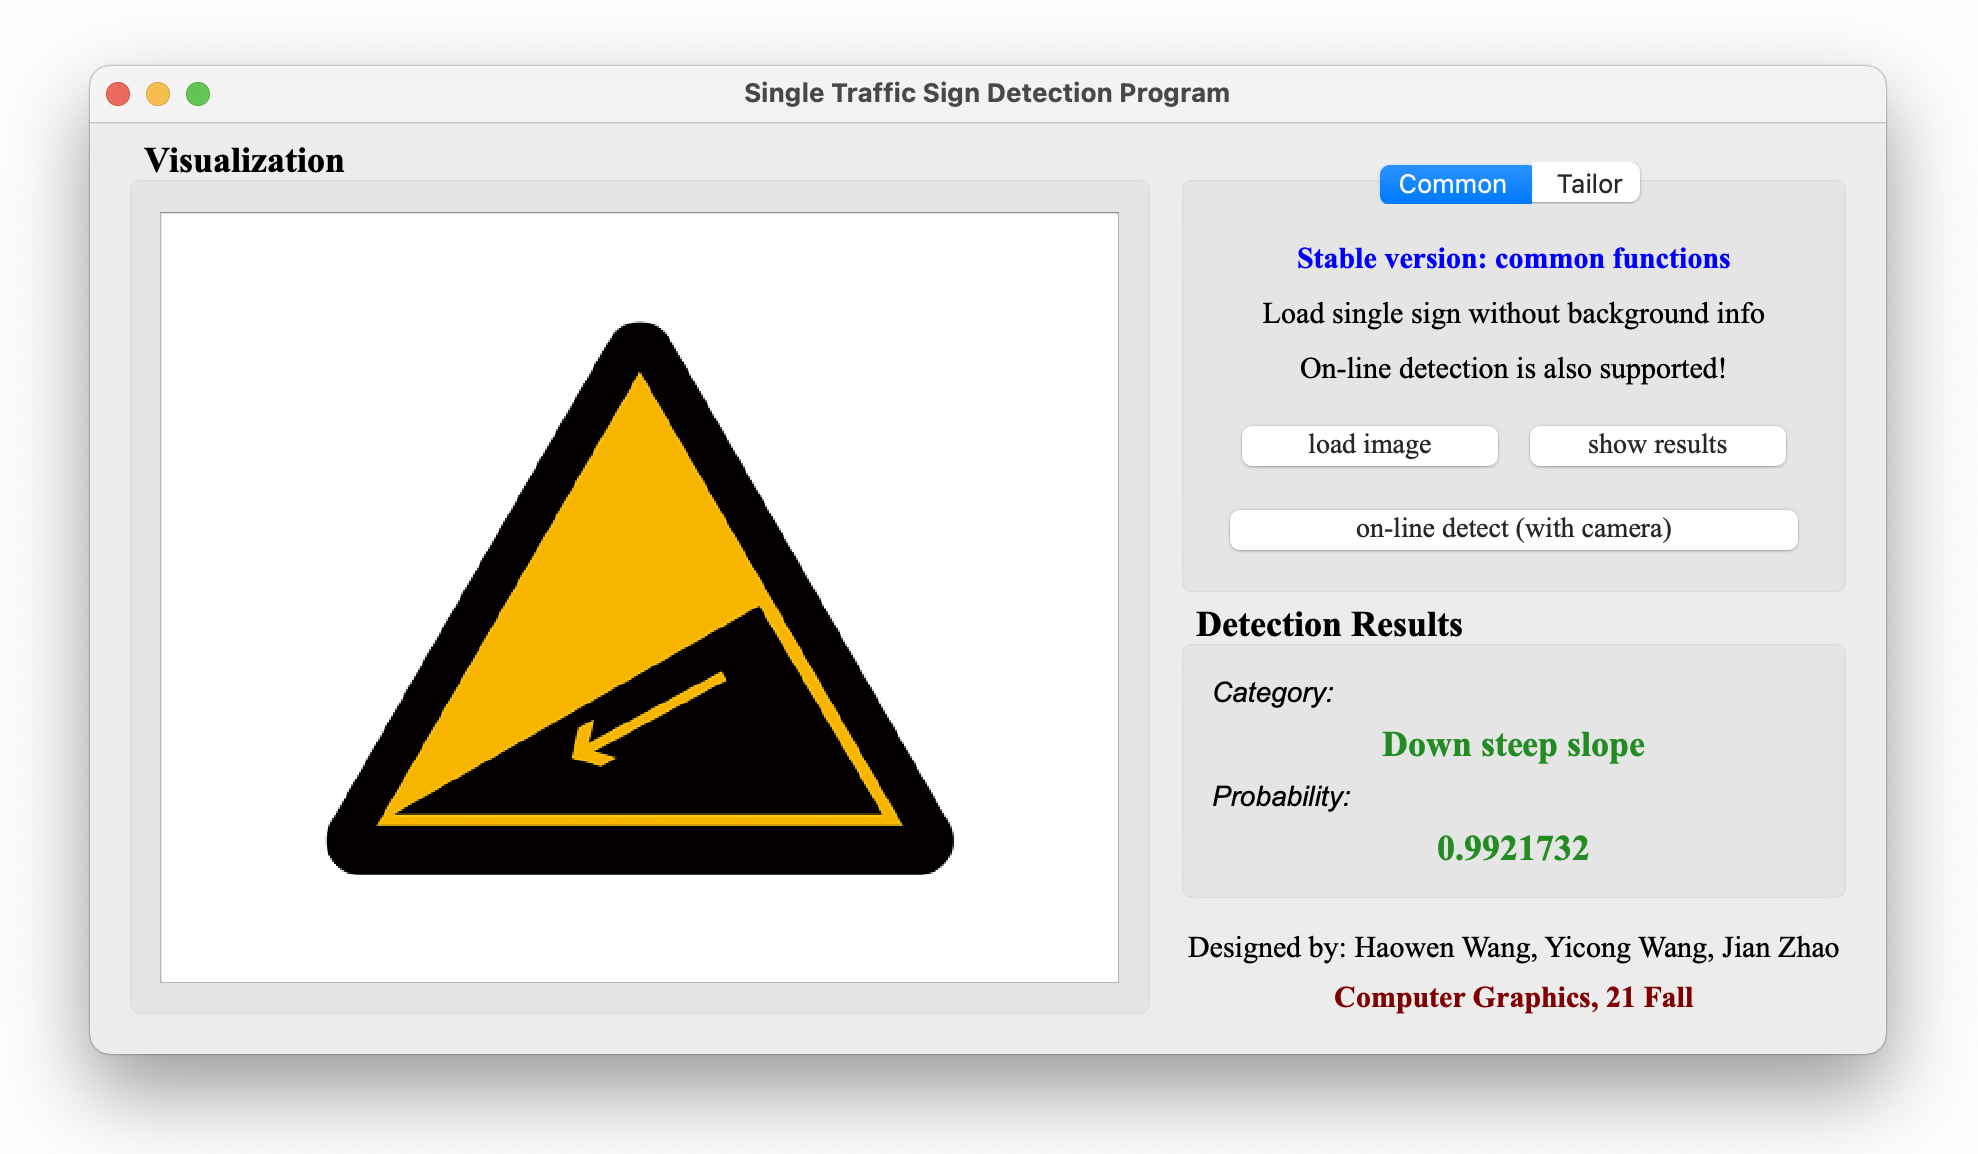 Single Traffic Sign Detection Program
Visualization
Common
Tailor
Stable version: common functions
Load single sign without background info
On-line detection is also supported!
load image
show results
on-line detect (with camera)
Detection Results
Category:
Down steep slope
Probability:
0.9921732
Designed by: Haowen Wang, Yicong Wang, Jian Zhao
Computer Graphics, 21 Fall